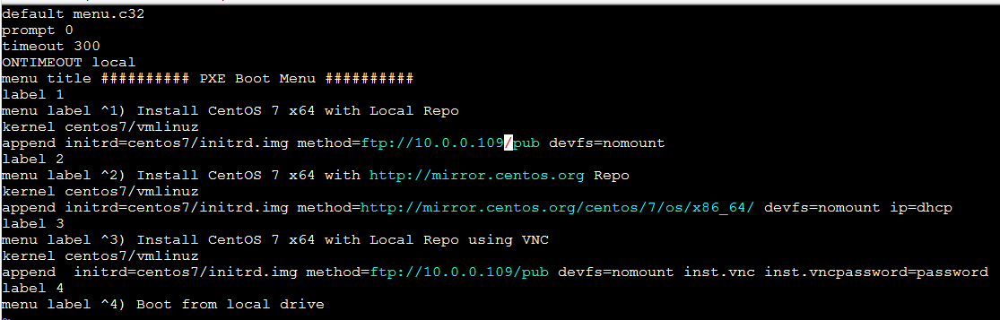 default menu.c32
prompt 0
timeout 300
ONTIMEOUT local
menu title ########## PXE Boot Menu ##########
label 1
menu label ^1) Install CentOS 7 x64 with Local Repo
kernel centos7/vmlinuz
append initrd=centos7/initrd.img method=ftp://10.0.0.109/pub devfs=nomount
label 2
menu label ^2) Install CentOS 7 x64 with http://mirror.centos.org Repo
kernel centos7/vmlinuz
append initrd=centos7/initrd.img method=http://mirror.centos.org/centos/7/os/x86_64/ devfs=nomount ip=dhcp
label 3
menu label ^3) Install CentOS 7 x64 with Local Repo using VNC
kernel centos7/vmlinuz
append  initrd=centos7/initrd.img method=ftp://10.0.0.109/pub devfs=nomount inst.vnc inst.vncpassword=password
label 4
menu label ^4) Boot from local drive